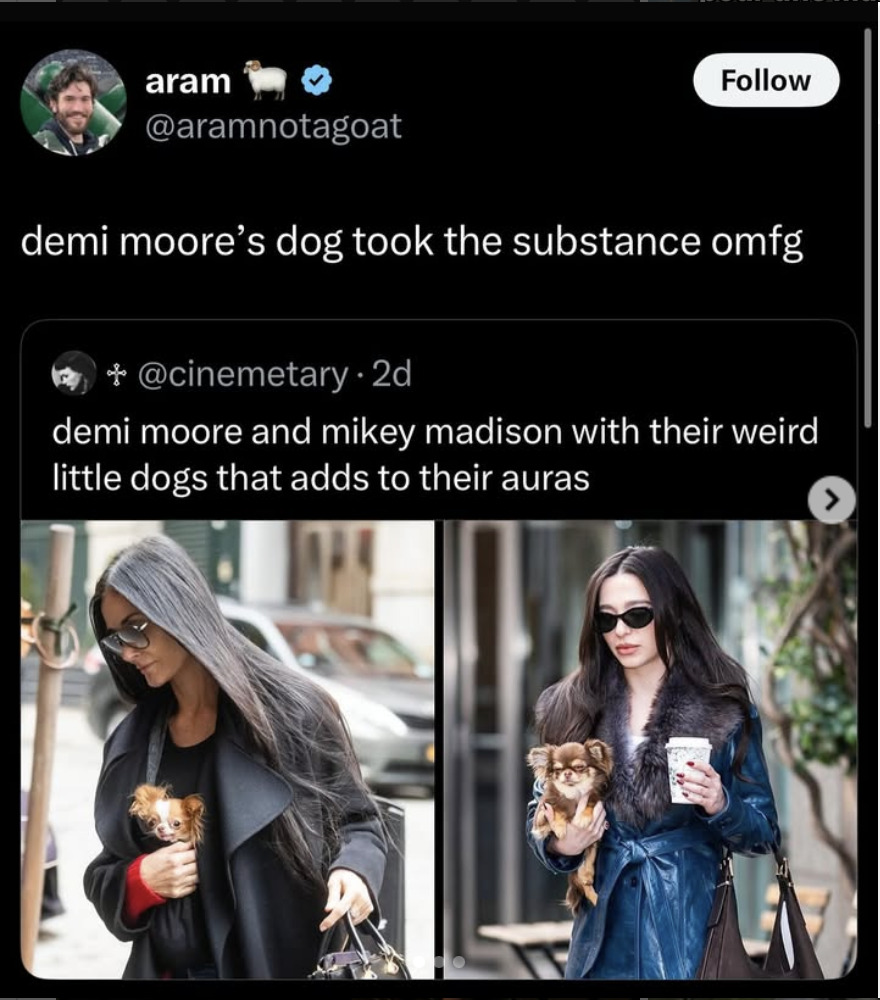 aram 🐏
Follow
@aramnotagoat
demi moore’s dog took the substance omfg
♱ @cinemetary · 2d
demi moore and mikey madison with their weird
little dogs that adds to their auras